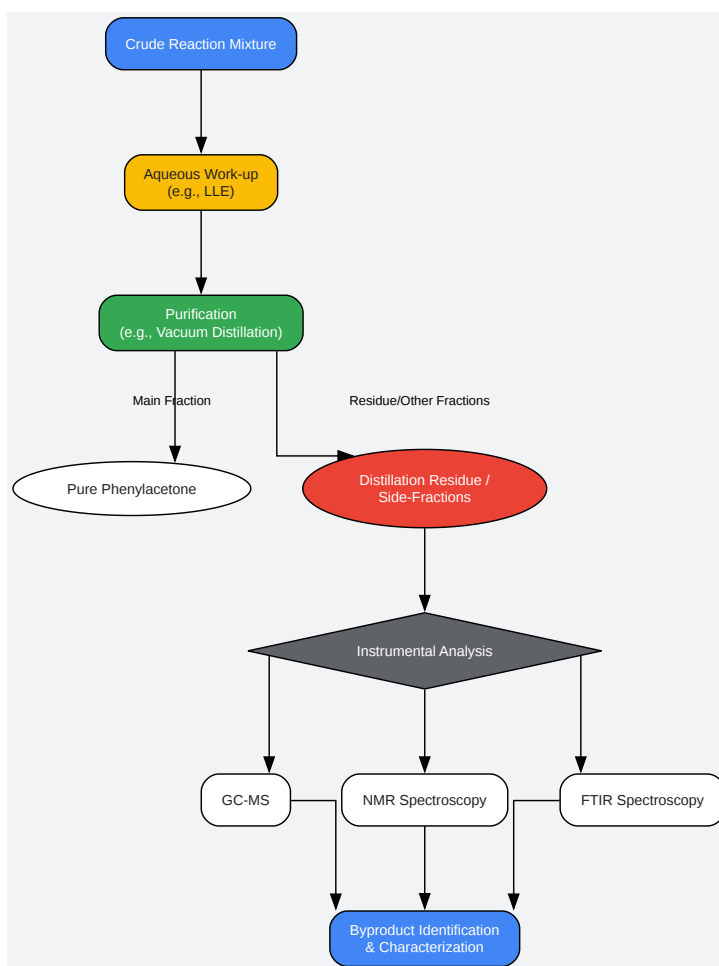 Crude Reaction Mixture
Aqueous Work-up
(e.g., LLE)
Purification
(e.g., Vacuum Distillation)
Main Fraction
Residue/Other Fractions
Pure Phenylacetone
Distillation Residue /
Side-Fractions
Instrumental Analysis
GC-MS
NMR Spectroscopy
FTIR Spectroscopy
Byproduct Identification
& Characterization